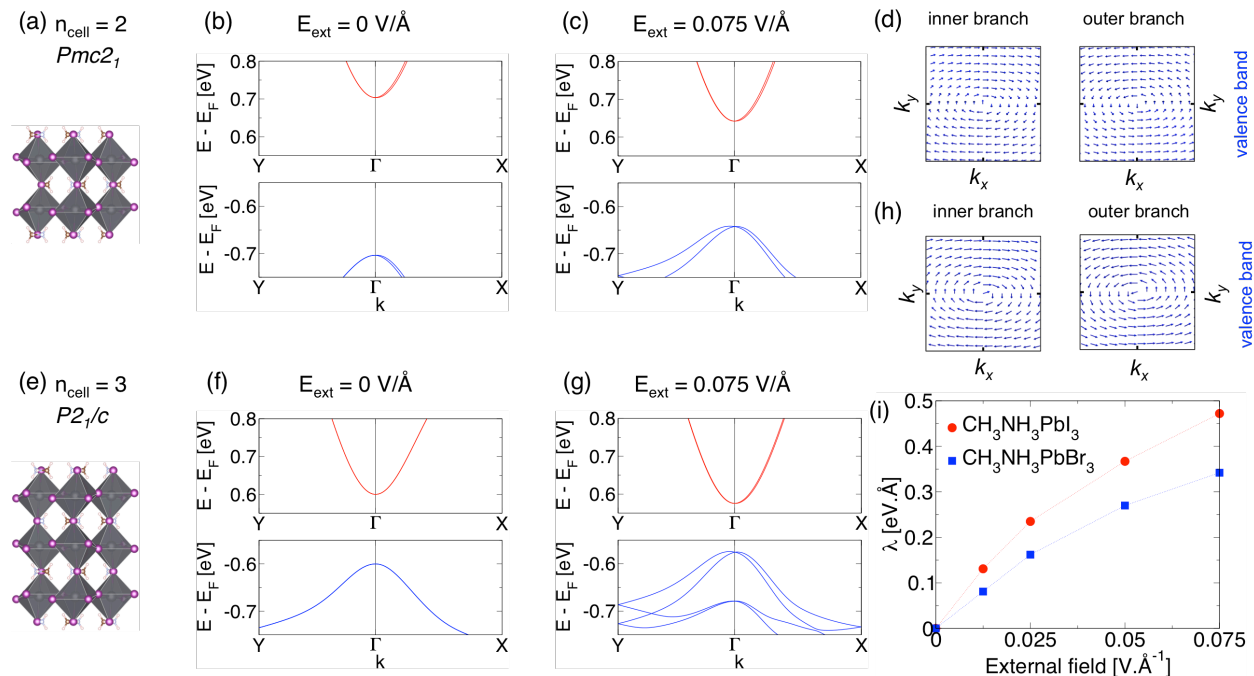 (a) n_cell = 2
Pmc2₁
(b) E_ext = 0 V/Å
E - E_F [eV]
0.8
0.7
0.6
Y Γ X
E - E_F [eV]
-0.6
-0.7
Y Γ X
k
(c) E_ext = 0.075 V/Å
E - E_F [eV]
0.8
0.7
0.6
Y Γ X
E - E_F [eV]
-0.6
-0.7
Y Γ X
k
(d) inner branch outer branch
k_y k_y
k_x k_x
valence band
(h) inner branch outer branch
k_y k_y
k_x k_x
valence band
(e) n_cell = 3
P2₁/c
(f) E_ext = 0 V/Å
E - E_F [eV]
0.8
0.7
0.6
Y Γ X
E - E_F [eV]
-0.6
-0.7
Y Γ X
k
(g) E_ext = 0.075 V/Å
E - E_F [eV]
0.8
0.7
0.6
Y Γ X
E - E_F [eV]
-0.6
-0.7
Y Γ X
k
(i)
CH₃NH₃PbI₃
CH₃NH₃PbBr₃
λ [eV.Å]
0.5
0.4
0.3
0.2
0.1
0
0 0.025 0.05 0.075
External field [V.Å⁻¹]